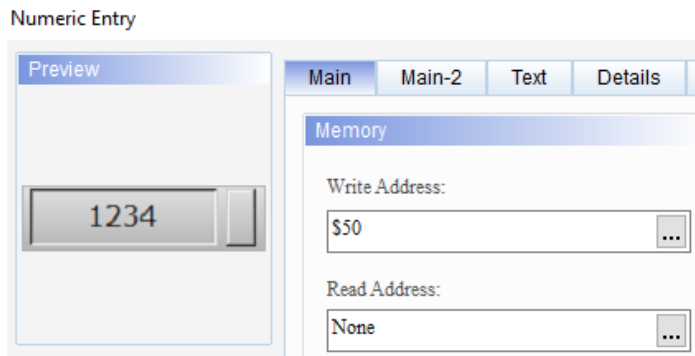 Numeric Entry
Preview
Main Main-2 Text Details
Memory
Write Address:
1234
$50 ...
Read Address:
None ...